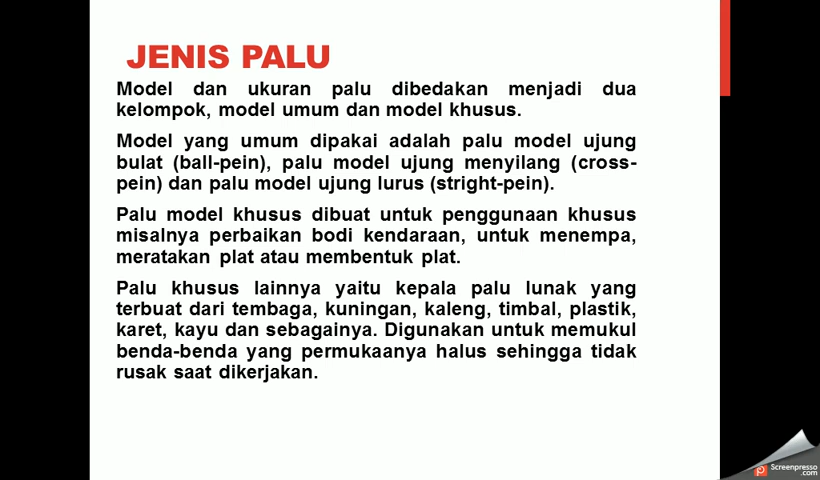 JENIS PALU
Model dan ukuran palu dibedakan menjadi dua
kelompok, model umum dan model khusus.
Model yang umum dipakai adalah palu model ujung
bulat (ball-pein), palu model ujung menyilang (cross-
pein) dan palu model ujung lurus (stright-pein).
Palu model khusus dibuat untuk penggunaan khusus
misalnya perbaikan bodi kendaraan, untuk menempa,
meratakan plat atau membentuk plat.
Palu khusus lainnya yaitu kepala palu lunak yang
terbuat dari tembaga, kuningan, kaleng, timbal, plastik,
karet, kayu dan sebagainya. Digunakan untuk memukul
benda-benda yang permukaanya halus sehingga tidak
rusak saat dikerjakan.
Screenpresso
.com